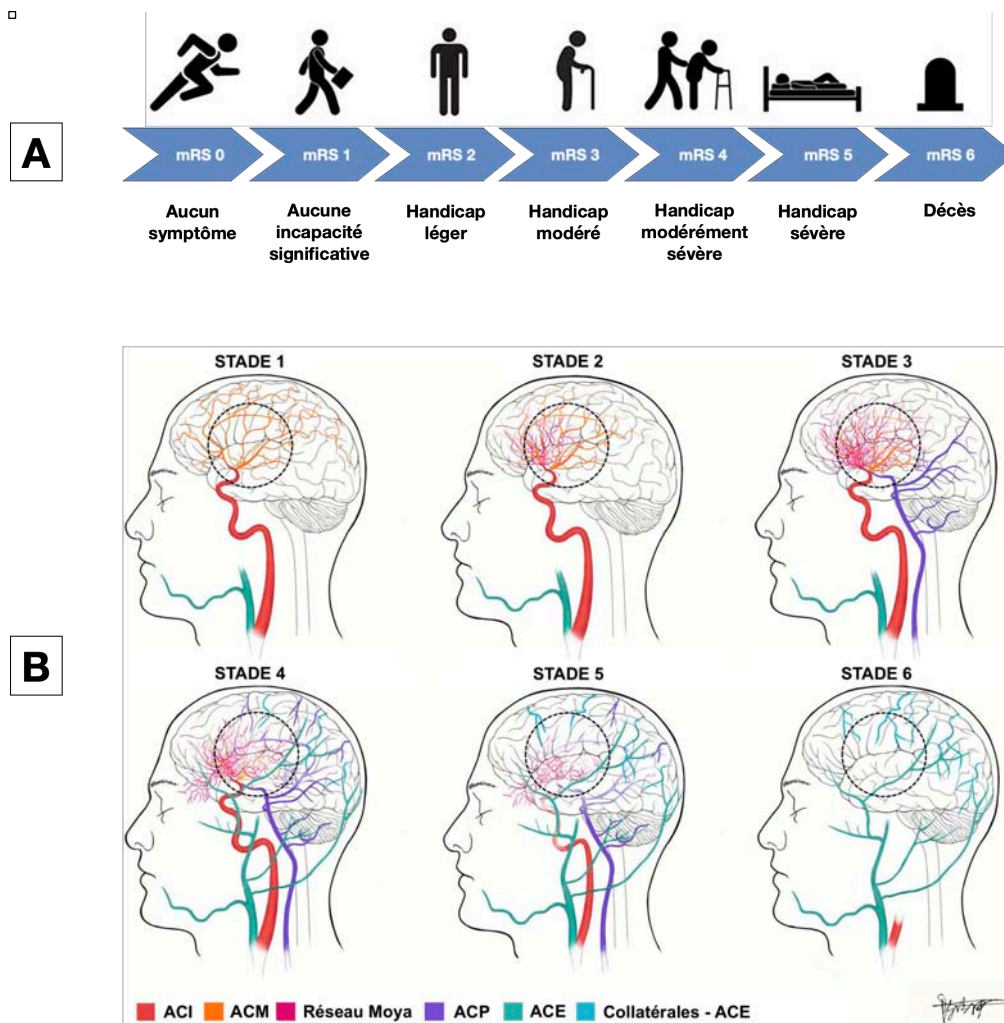 A
mRS 0 mRS 1 mRS 2 mRS 3 mRS 4 mRS 5 mRS 6
Aucun symptôme
Aucune incapacité significative
Handicap léger
Handicap modéré
Handicap modérément sévère
Handicap sévère
Décès
B
STADE 1 STADE 2 STADE 3
STADE 4 STADE 5 STADE 6
ACI ACM Réseau Moya ACP ACE Collatérales - ACE